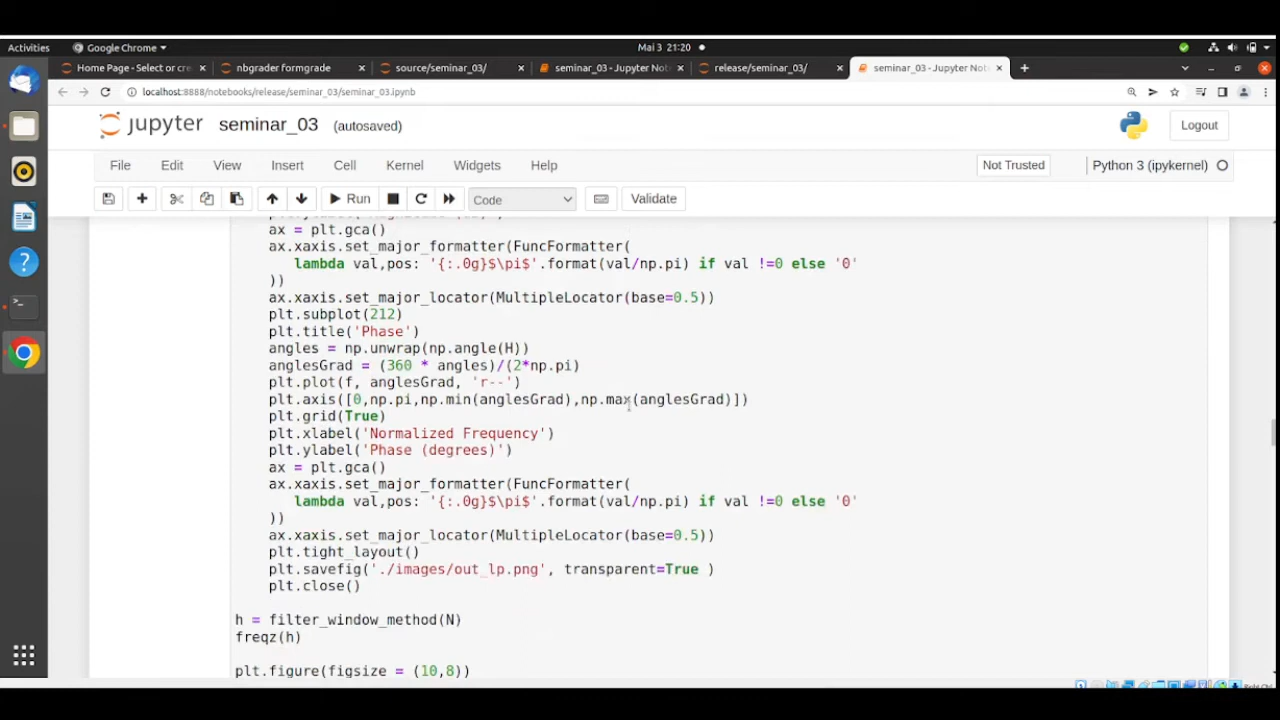 Activities Google Chrome Mai 3 21:20
Home Page - Select or cre nbgrader formgrade source/seminar_03/ seminar_03 - Jupyter Not release/seminar_03/ seminar_03 - Jupyter Not
localhost:8888/notebooks/release/seminar_03/seminar_03.ipynb
Jupyter seminar_03 (autosaved) Logout
File Edit View Insert Cell Kernel Widgets Help Not Trusted Python 3 (ipykernel)
Run Code Validate
ax = plt.gca()
ax.xaxis.set_major_formatter(FuncFormatter(
lambda val,pos: '{:.0g}$\pi$'.format(val/np.pi) if val !=0 else '0'
))
ax.xaxis.set_major_locator(MultipleLocator(base=0.5))
plt.subplot(212)
plt.title('Phase')
angles = np.unwrap(np.angle(H))
anglesGrad = (360 * angles)/(2*np.pi)
plt.plot(f, anglesGrad, 'r--')
plt.axis([0,np.pi,np.min(anglesGrad),np.max(anglesGrad)])
plt.grid(True)
plt.xlabel('Normalized Frequency')
plt.ylabel('Phase (degrees)')
ax = plt.gca()
ax.xaxis.set_major_formatter(FuncFormatter(
lambda val,pos: '{:.0g}$\pi$'.format(val/np.pi) if val !=0 else '0'
))
ax.xaxis.set_major_locator(MultipleLocator(base=0.5))
plt.tight_layout()
plt.savefig('./images/out_lp.png', transparent=True )
plt.close()
h = filter_window_method(N)
freqz(h)
plt.figure(figsize = (10,8))